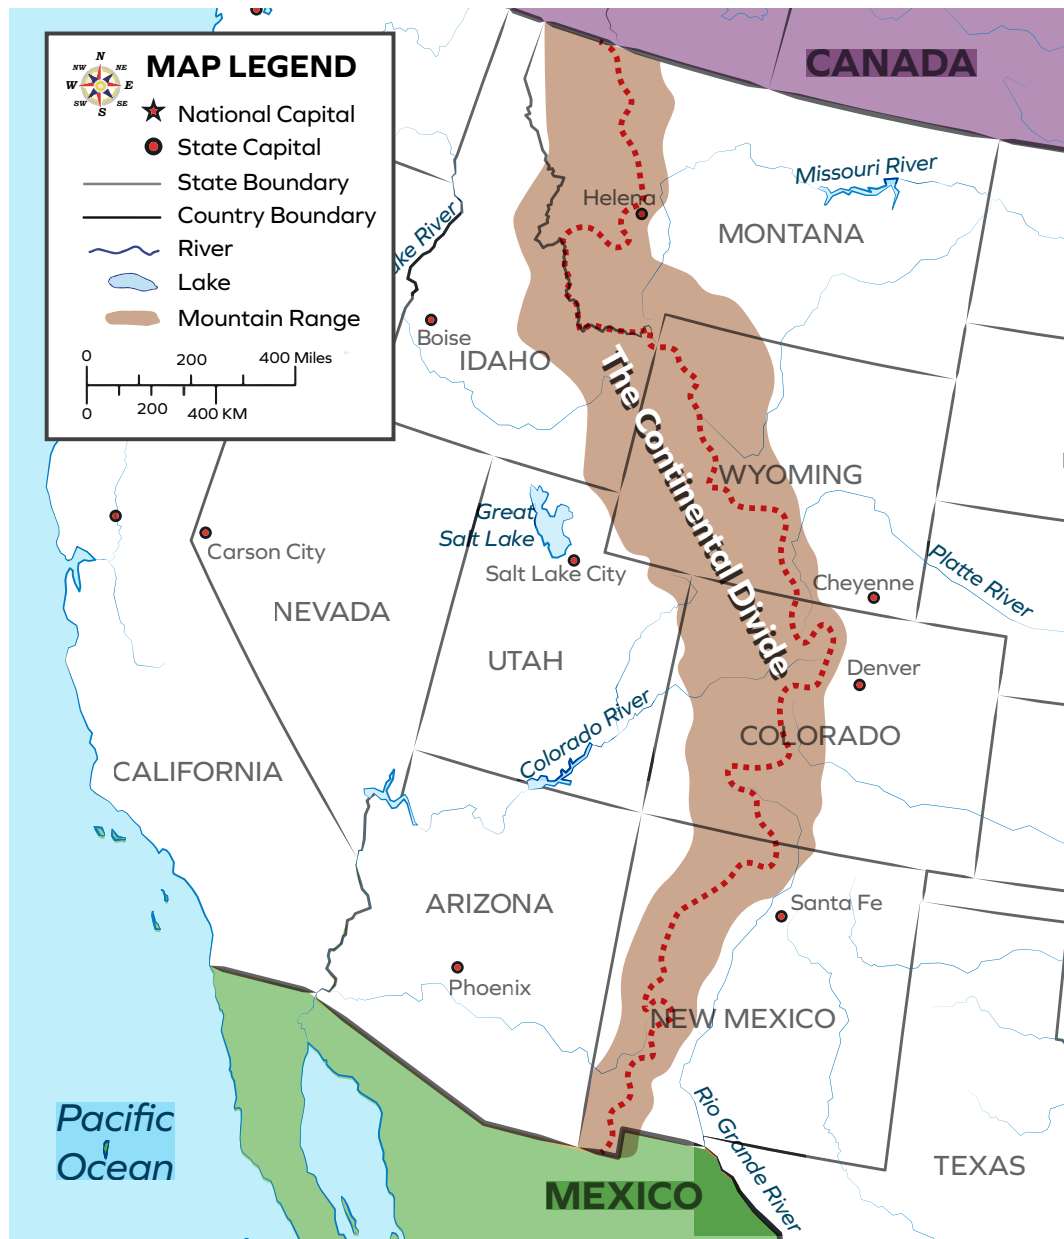 CANADA
N
NW
NE
W
E
SW
SE
S
MAP LEGEND
National Capital
State Capital
State Boundary
Country Boundary
River
Lake
Mountain Range
0
200
400 Miles
0
200
400 KM
Missouri River
Helena
MONTANA
River
Boise
IDAHO
The Continental Divide
WYOMING
Great
Salt Lake
Carson City
Salt Lake City
Platte River
Cheyenne
NEVADA
UTAH
Denver
Colorado River
COLORADO
CALIFORNIA
ARIZONA
Santa Fe
Phoenix
NEW MEXICO
Pacific
Ocean
Rio Grande River
TEXAS
MEXICO